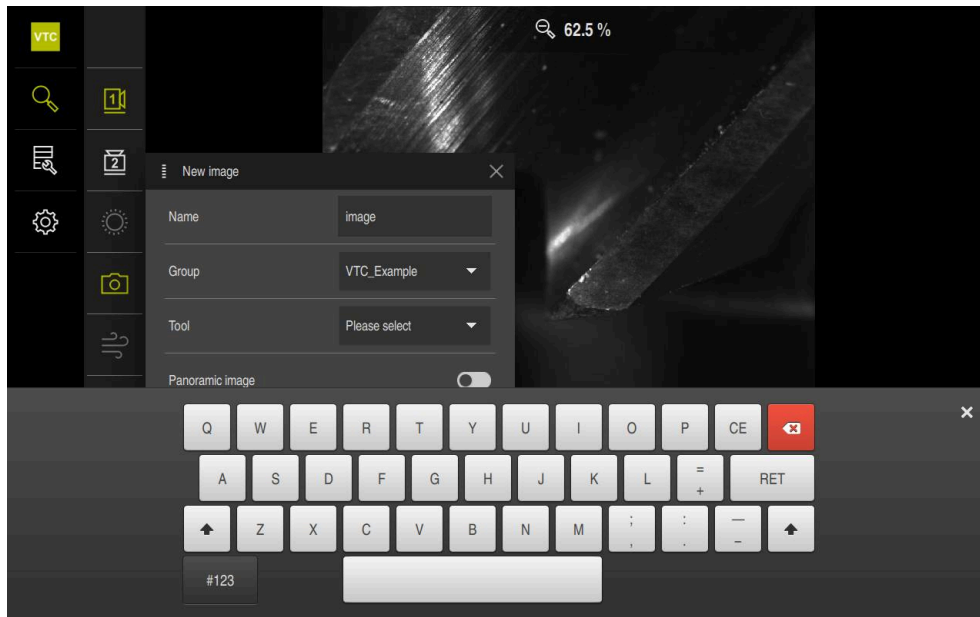 VTC
62.5 %
1
2
New image
Name image
Group VTC_Example
Tool Please select
Panoramic image
Q W E R T Y U I O P CE
A S D F G H J K L = + RET
Z X C V B N M ; , : . — –
#123